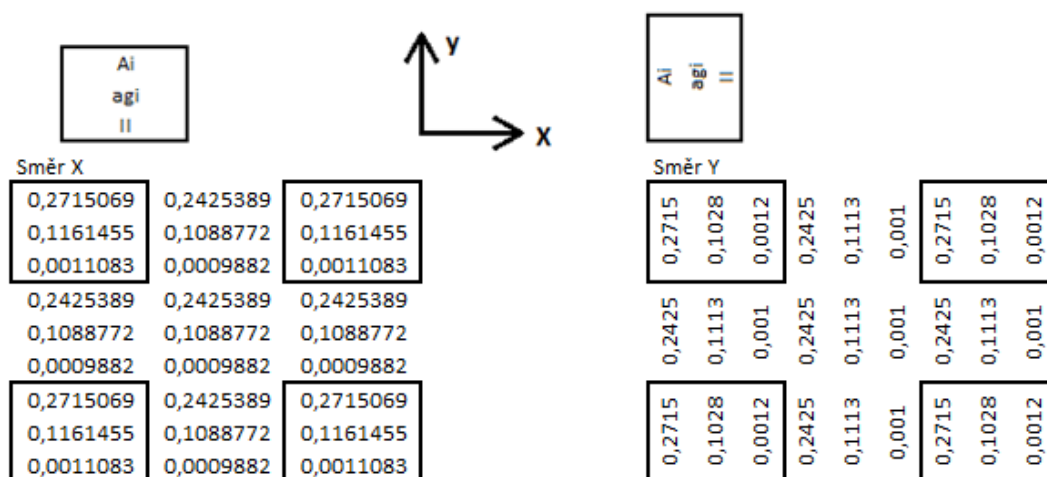 Ai
agi
II
y
X
Ai
agi
II
Směr X
0,2715069 0,2425389 0,2715069
0,1161455 0,1088772 0,1161455
0,0011083 0,0009882 0,0011083
0,2425389 0,2425389 0,2425389
0,1088772 0,1088772 0,1088772
0,0009882 0,0009882 0,0009882
0,2715069 0,2425389 0,2715069
0,1161455 0,1088772 0,1161455
0,0011083 0,0009882 0,0011083
Směr Y
0,2715 0,1028 0,0012 0,2425 0,1113 0,001 0,2715 0,1028 0,0012
0,2425 0,1113 0,001 0,2425 0,1113 0,001 0,2425 0,1113 0,001
0,2715 0,1028 0,0012 0,2425 0,1113 0,001 0,2715 0,1028 0,0012